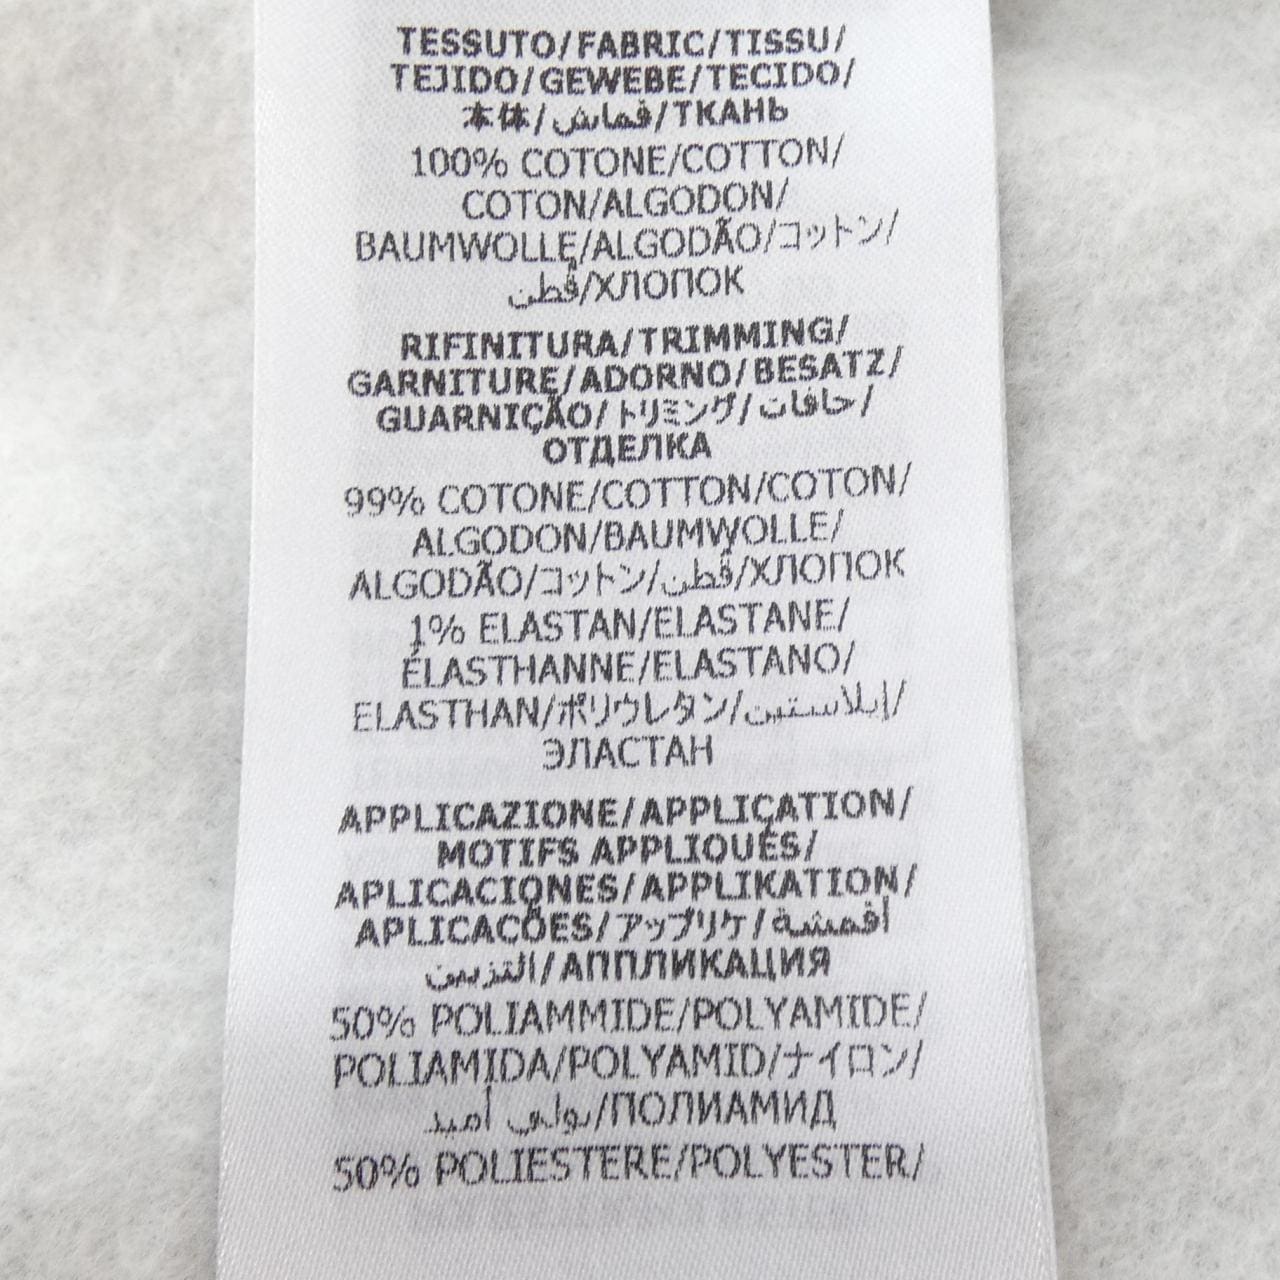 TESSUTO/FABRIC/TISSU/
TEJIDO/GEWEBE/TECIDO/
本体/قماش/ТКАНЬ
100% COTONE/COTTON/
COTON/ALGODON/
BAUMWOLLE/ALGODÃO/コットン/
قُطن/ХЛОПОК
RIFINITURA/TRIMMING/
GARNITURE/ADORNO/BESATZ/
GUARNIÇÃO/トリミング/حافات/
ОТДЕЛКА
99% COTONE/COTTON/COTON/
ALGODON/BAUMWOLLE/
ALGODÃO/コットン/قُطن/ХЛОПОК
1% ELASTAN/ELASTANE/
ÉLASTHANNE/ELASTANO/
ELASTHAN/ポリウレタン/إيلاستين/
ЭЛАСТАН
APPLICAZIONE/APPLICATION/
MOTIFS APPLIQUÉS/
APLICACIONES/APPLIKATION/
APLICACÕES/アップリケ/أقمشة
التزيين/АППЛИКАЦИЯ
50% POLIAMMIDE/POLYAMIDE/
POLIAMIDA/POLYAMID/ナイロン/
بولي أميد/ПОЛИАМИД
50% POLIESTERE/POLYESTER/